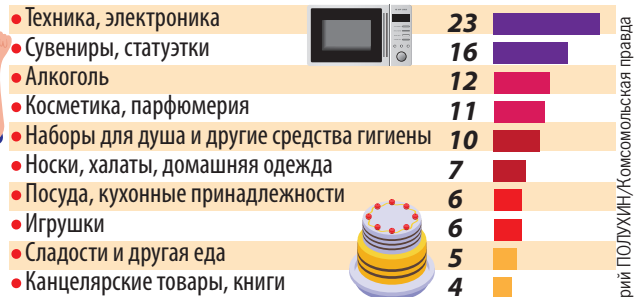 Техника, электроника 23
Сувениры, статуэтки 16
Алкоголь 12
Косметика, парфюмерия 11
Наборы для душа и другие средства гигиены 10
Носки, халаты, домашняя одежда 7
Посуда, кухонные принадлежности 6
Игрушки 6
Сладости и другая еда 5
Канцелярские товары, книги 4
ПОЛУХИН/Комсомольская правда